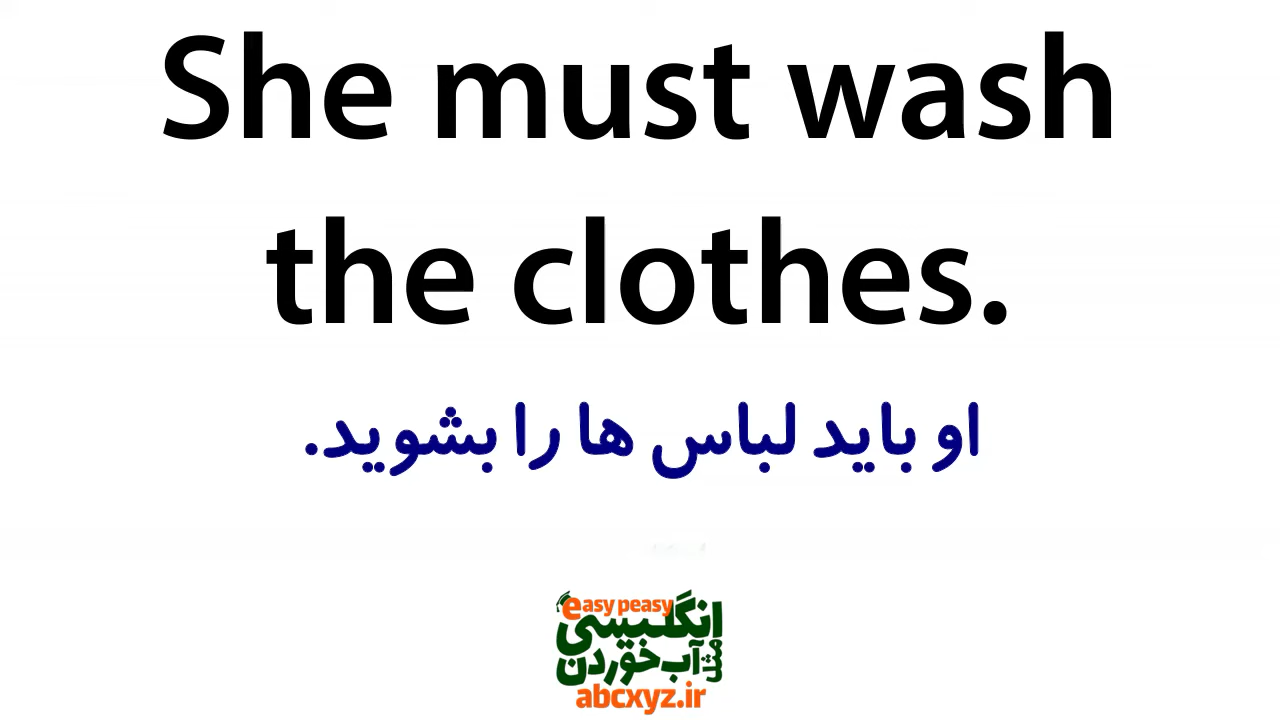 She must wash
the clothes.
او باید لباس ها را بشوید.
easy peasy
انگلیسی
مثل آب خوردن
abcxyz.ir